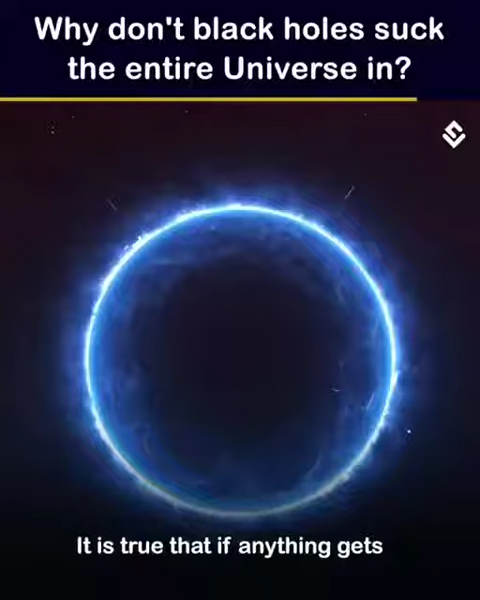 Why don't black holes suck
the entire Universe in?
It is true that if anything gets